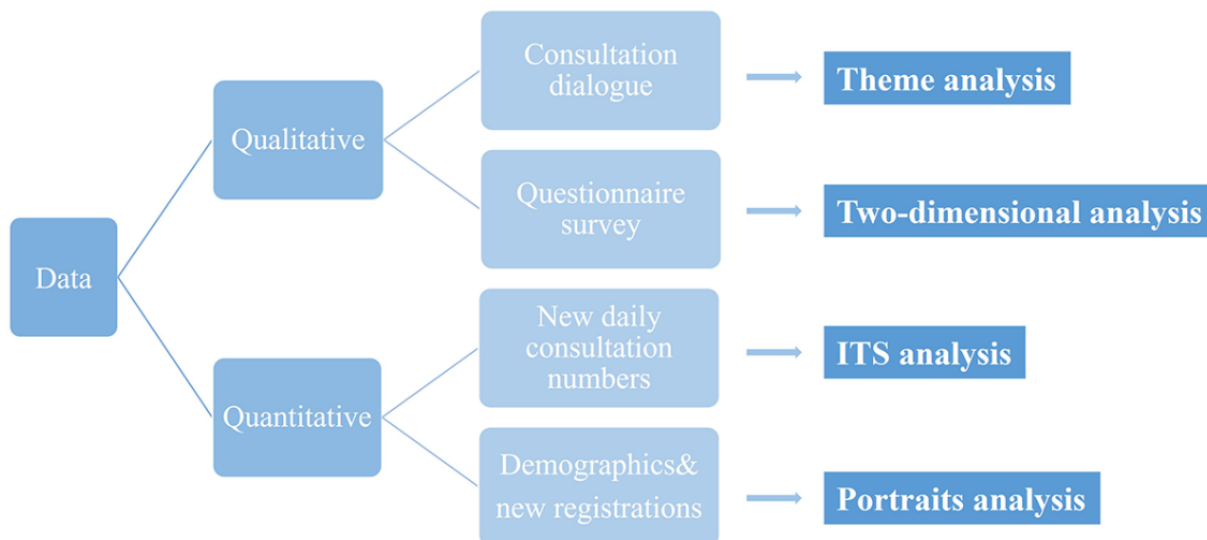 Data
Qualitative
Quantitative
Consultation
dialogue
Theme analysis
Questionnaire
survey
Two-dimensional analysis
New daily
consultation
numbers
ITS analysis
Demographics&
new registrations
Portraits analysis